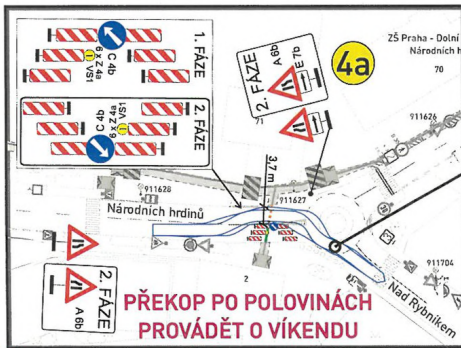 1. FÁZE
C 4b
6 x Z 4a
VS1
2. FÁZE
C 4b
6 x Z 4a
VS1
2. FÁZE
A 6b
E 7b
4a
ZŠ Praha - Dolní
Národních h
70
71
911626
3,7 m
911628
911627
Národních hrdinů
2
911704
Nad Rybníkem
2. FÁZE
A 6b
PŘEKOP PO POLOVINÁCH
PROVÁDĚT O VÍKENDU